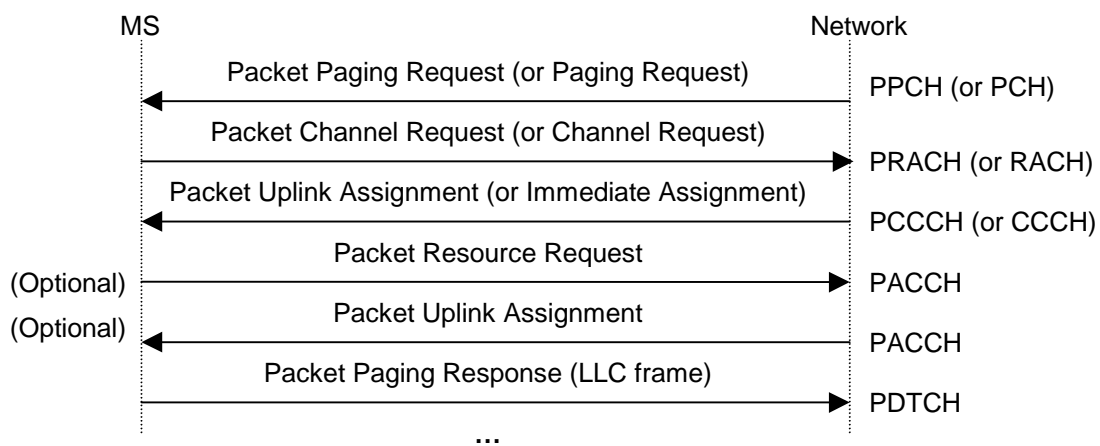 MS Network
Packet Paging Request (or Paging Request)
PPCH (or PCH)
Packet Channel Request (or Channel Request)
PRACH (or RACH)
Packet Uplink Assignment (or Immediate Assignment)
PCCCH (or CCCH)
Packet Resource Request
(Optional) PACCH
Packet Uplink Assignment
(Optional) PACCH
Packet Paging Response (LLC frame)
PDTCH
...